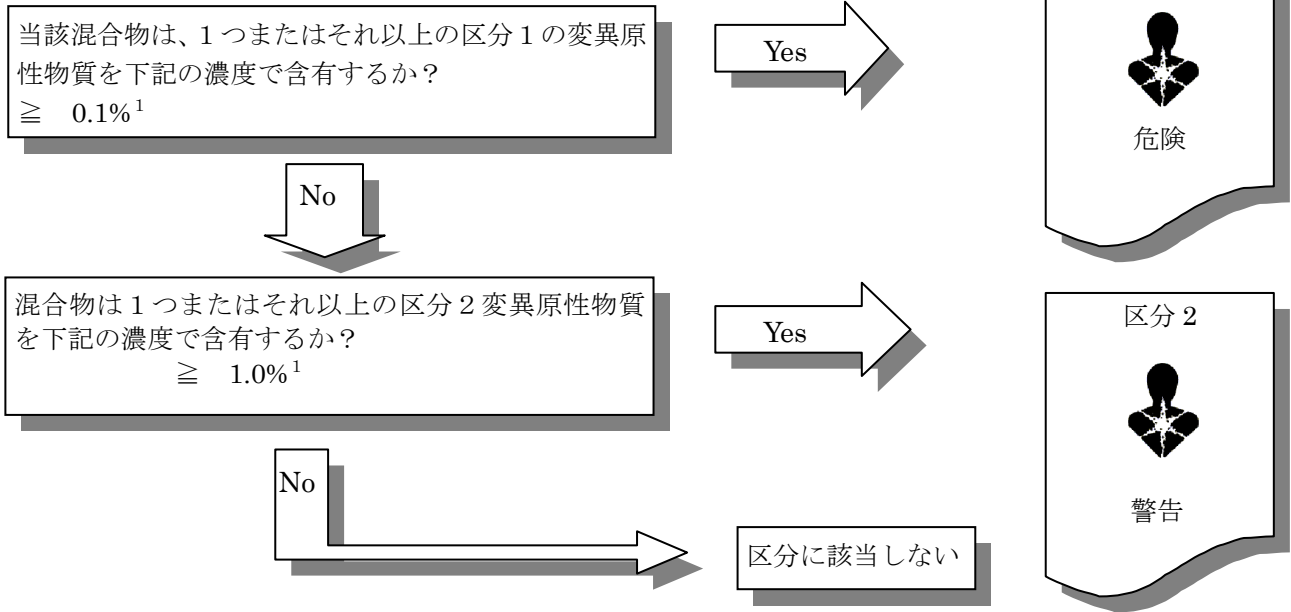 当該混合物は、1つまたはそれ以上の区分1の変異原
性物質を下記の濃度で含有するか？
≧ 0.1%¹
Yes
危険
No
混合物は1つまたはそれ以上の区分2変異原性物質
を下記の濃度で含有するか？
≧ 1.0%¹
Yes
区分2
警告
No
区分に該当しない